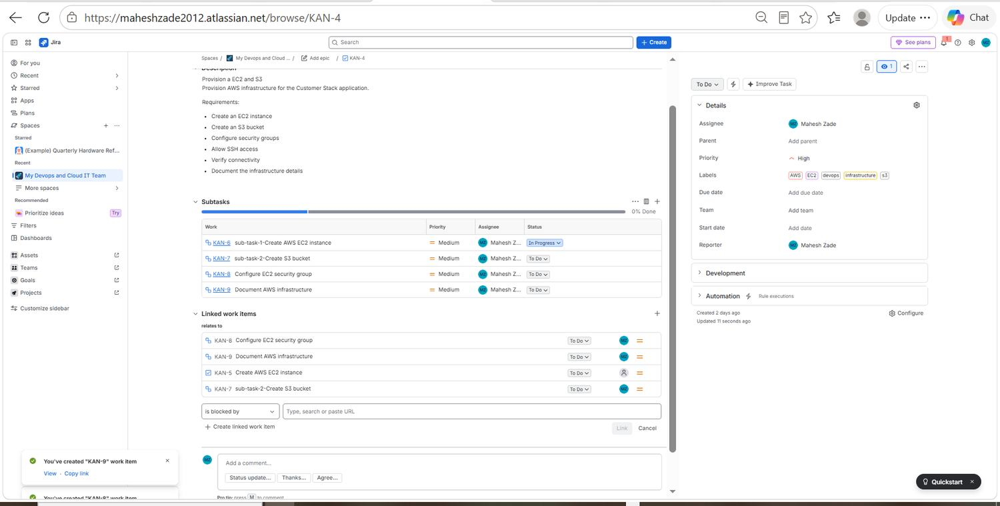 https://maheshzade2012.atlassian.net/browse/KAN-4
Update
Chat
Jira
Search
Create
See plans
1
MZ
For you
Recent
Starred
Apps
Plans
Spaces
Starred
(Example) Quarterly Hardware Ref...
Recent
My Devops and Cloud IT Team
More spaces
Recommended
Prioritize ideas
Try
Filters
Dashboards
Assets
Teams
Goals
Projects
Customize sidebar
Spaces / My Devops and Cloud ... / Add epic / KAN-4
Description
Provision a EC2 and S3
Provision AWS infrastructure for the Customer Stack application.
Requirements:
• Create an EC2 instance
• Create an S3 bucket
• Configure security groups
• Allow SSH access
• Verify connectivity
• Document the infrastructure details
Subtasks
0% Done
Work Priority Assignee Status
KAN-6 sub-task-1-Create AWS EC2 instance Medium MZ Mahesh Z... In Progress
KAN-7 sub-task-2-Create S3 bucket Medium MZ Mahesh Z... To Do
KAN-8 Configure EC2 security group Medium MZ Mahesh Z... To Do
KAN-9 Document AWS infrastructure Medium MZ Mahesh Z... To Do
Linked work items
relates to
KAN-8 Configure EC2 security group To Do MZ
KAN-9 Document AWS infrastructure To Do MZ
KAN-5 Create AWS EC2 instance To Do
KAN-7 sub-task-2-Create S3 bucket To Do MZ
is blocked by
Type, search or paste URL
Create linked work item
Link
Cancel
MZ
Add a comment...
Status update...
Thanks...
Agree...
Pro tip: press M to comment
1
To Do
Improve Task
Details
Assignee MZ Mahesh Zade
Parent Add parent
Priority High
Labels AWS EC2 devops infrastructure s3
Due date Add due date
Team Add team
Start date Add date
Reporter MZ Mahesh Zade
Development
Automation Rule executions
Created 2 days ago
Configure
Updated 11 seconds ago
You've created "KAN-9" work item
View · Copy link
You've created "KAN-8" work item
Quickstart